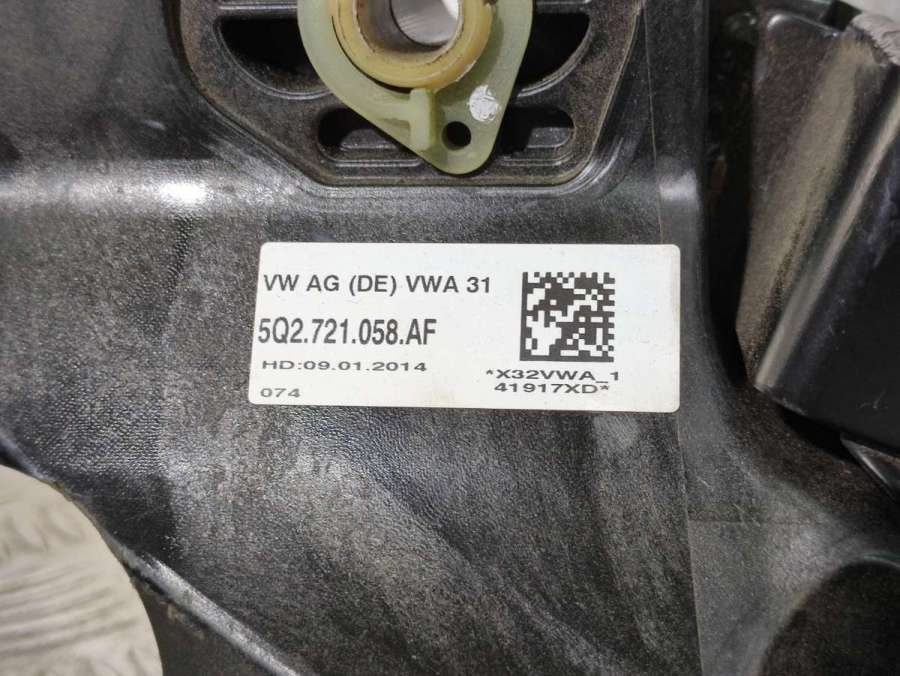 VW AG (DE) VWA 31
5Q2.721.058.AF
HD:09.01.2014
074
*X32VWA_1
41917XD*